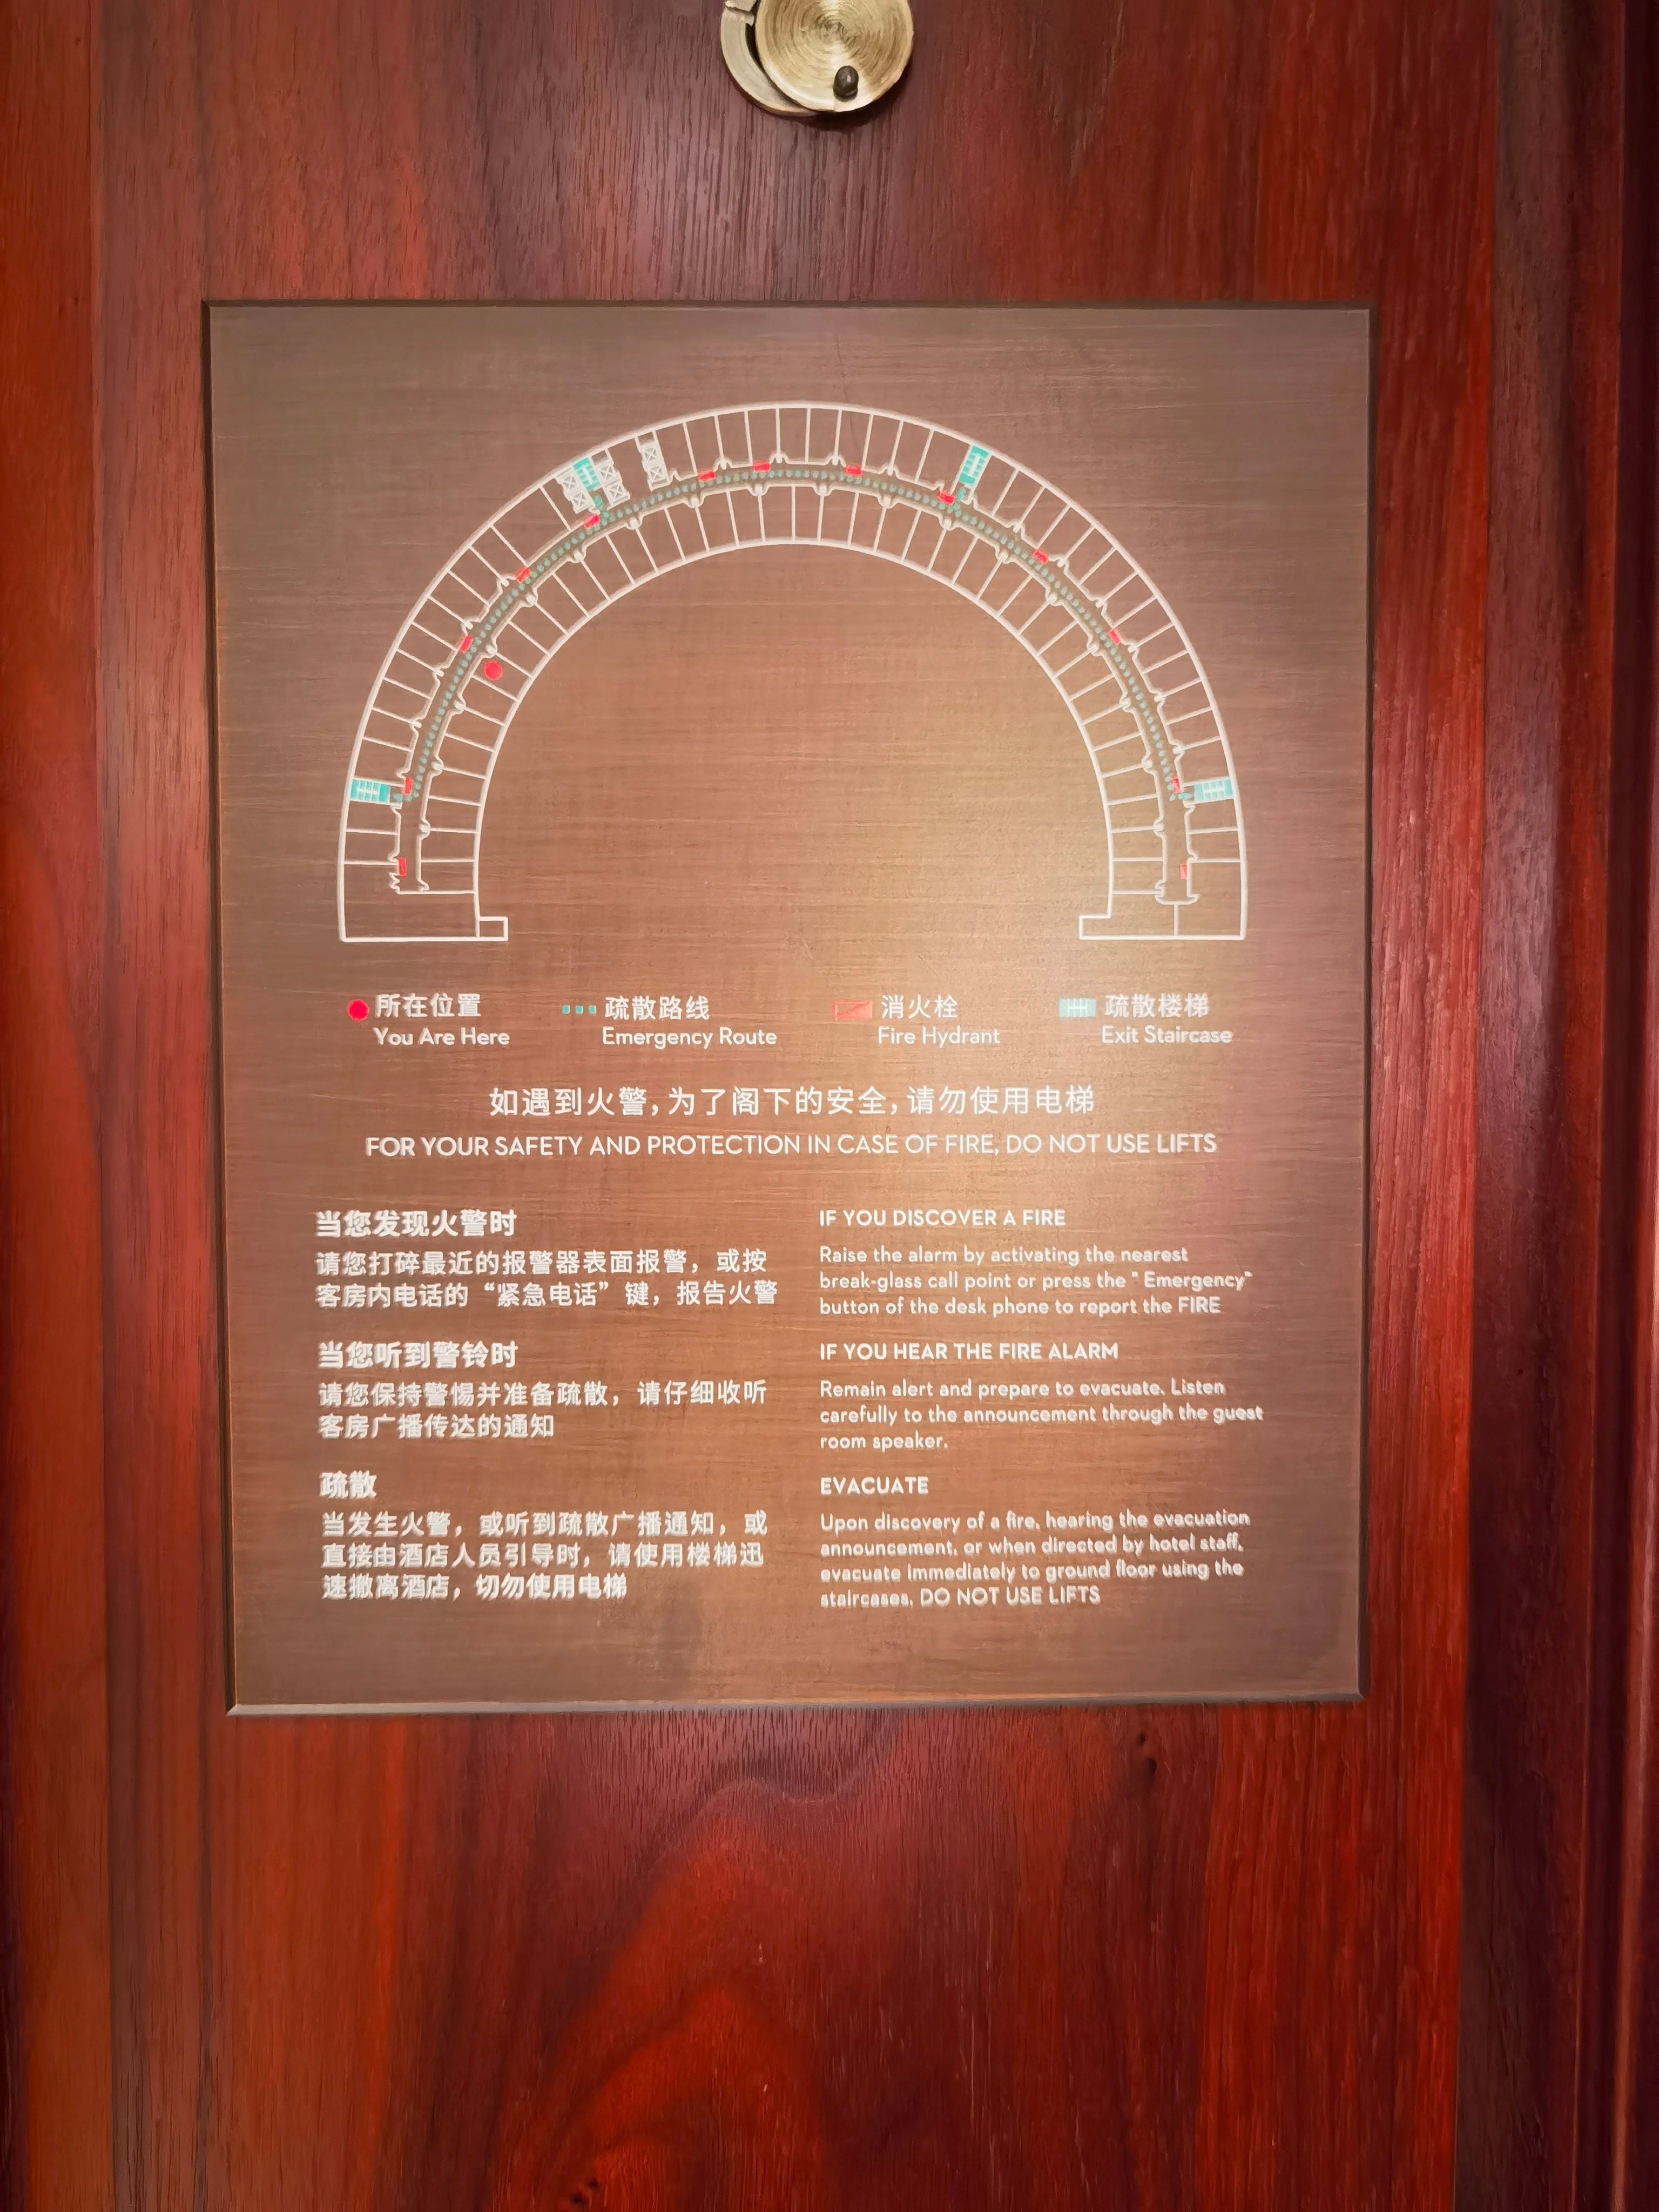 所在位置
You Are Here
疏散路线
Emergency Route
消火栓
Fire Hydrant
疏散楼梯
Exit Staircase
如遇到火警,为了阁下的安全,请勿使用电梯
FOR YOUR SAFETY AND PROTECTION IN CASE OF FIRE, DO NOT USE LIFTS
当您发现火警时
请您打碎最近的报警器表面报警，或按
客房内电话的“紧急电话”键，报告火警
当您听到警铃时
请您保持警惕并准备疏散，请仔细收听
客房广播传达的通知
疏散
当发生火警，或听到疏散广播通知，或
直接由酒店人员引导时，请使用楼梯迅
速撤离酒店，切勿使用电梯
IF YOU DISCOVER A FIRE
Raise the alarm by activating the nearest
break-glass call point or press the " Emergency"
button of the desk phone to report the FIRE
IF YOU HEAR THE FIRE ALARM
Remain alert and prepare to evacuate. Listen
carefully to the announcement through the guest
room speaker.
EVACUATE
Upon discovery of a fire, hearing the evacuation
announcement, or when directed by hotel staff,
evacuate immediately to ground floor using the
staircases. DO NOT USE LIFTS